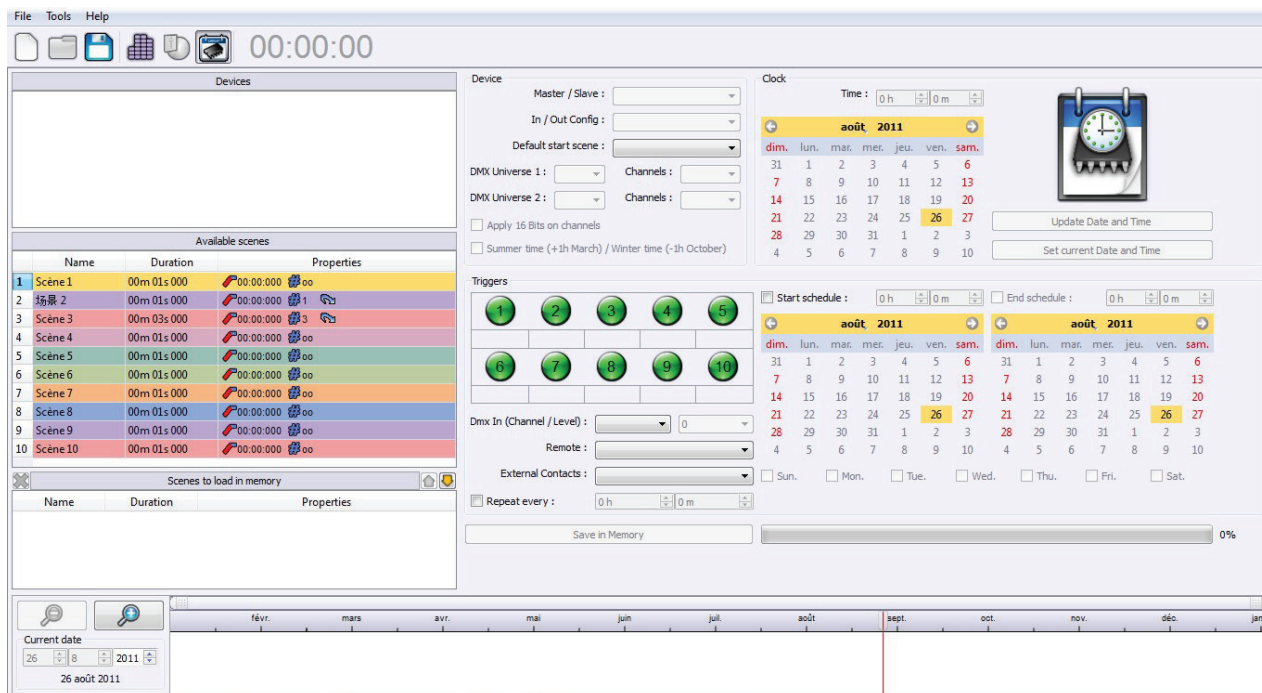 File Tools Help
00:00:00
Devices
Available scenes
Name Duration Properties
1 Scène 1 00m 01s 000 00:00:000 oo
2 场景 2 00m 01s 000 00:00:000 1
3 Scène 3 00m 03s 000 00:00:000 3
4 Scène 4 00m 01s 000 00:00:000 oo
5 Scène 5 00m 01s 000 00:00:000 oo
6 Scène 6 00m 01s 000 00:00:000 oo
7 Scène 7 00m 01s 000 00:00:000 oo
8 Scène 8 00m 01s 000 00:00:000 oo
9 Scène 9 00m 01s 000 00:00:000 oo
10 Scène 10 00m 01s 000 00:00:000 oo
Scenes to load in memory
Name Duration Properties
Device
Master / Slave :
In / Out Config :
Default start scene :
DMX Universe 1 : Channels :
DMX Universe 2 : Channels :
Apply 16 Bits on channels
Summer time (+1h March) / Winter time (-1h October)
Triggers
1 2 3 4 5
6 7 8 9 10
Dmx In (Channel / Level) : 0
Remote :
External Contacts :
Repeat every : 0 h 0 m
Save in Memory
Clock
Time : 0 h 0 m
août, 2011
dim. lun. mar. mer. jeu. ven. sam.
31 1 2 3 4 5 6
7 8 9 10 11 12 13
14 15 16 17 18 19 20
21 22 23 24 25 26 27
28 29 30 31 1 2 3
4 5 6 7 8 9 10
Update Date and Time
Set current Date and Time
Start schedule : 0 h 0 m
août, 2011
dim. lun. mar. mer. jeu. ven. sam.
31 1 2 3 4 5 6
7 8 9 10 11 12 13
14 15 16 17 18 19 20
21 22 23 24 25 26 27
28 29 30 31 1 2 3
4 5 6 7 8 9 10
End schedule : 0 h 0 m
août, 2011
dim. lun. mar. mer. jeu. ven. sam.
31 1 2 3 4 5 6
7 8 9 10 11 12 13
14 15 16 17 18 19 20
21 22 23 24 25 26 27
28 29 30 31 1 2 3
4 5 6 7 8 9 10
Sun. Mon. Tue. Wed. Thu. Fri. Sat.
0%
févr. mars avr. mai juin juil. août sept. oct. nov. déc. jan
Current date
26 8 2011
26 août 2011